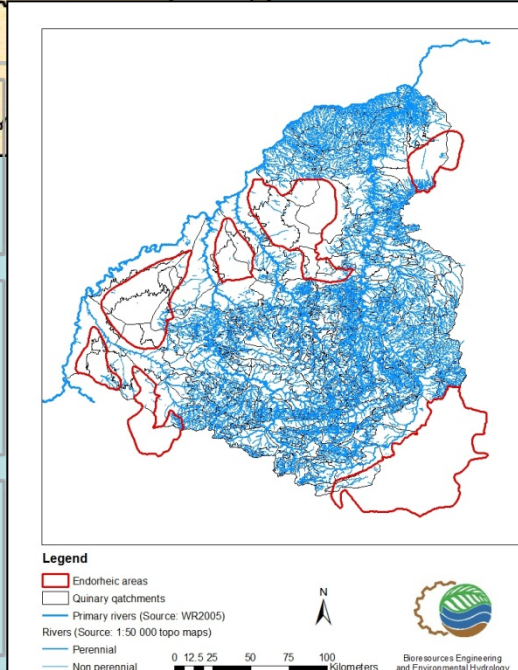 Legend
Endorheic areas
Quinary qatchments
Primary rivers (Source: WR2005)
Rivers (Source: 1:50 000 topo maps)
Perennial
Non perennial
N
0 12.5 25 50 75 100
Kilometers
Bioresources Engineering
and Environmental Hydrology